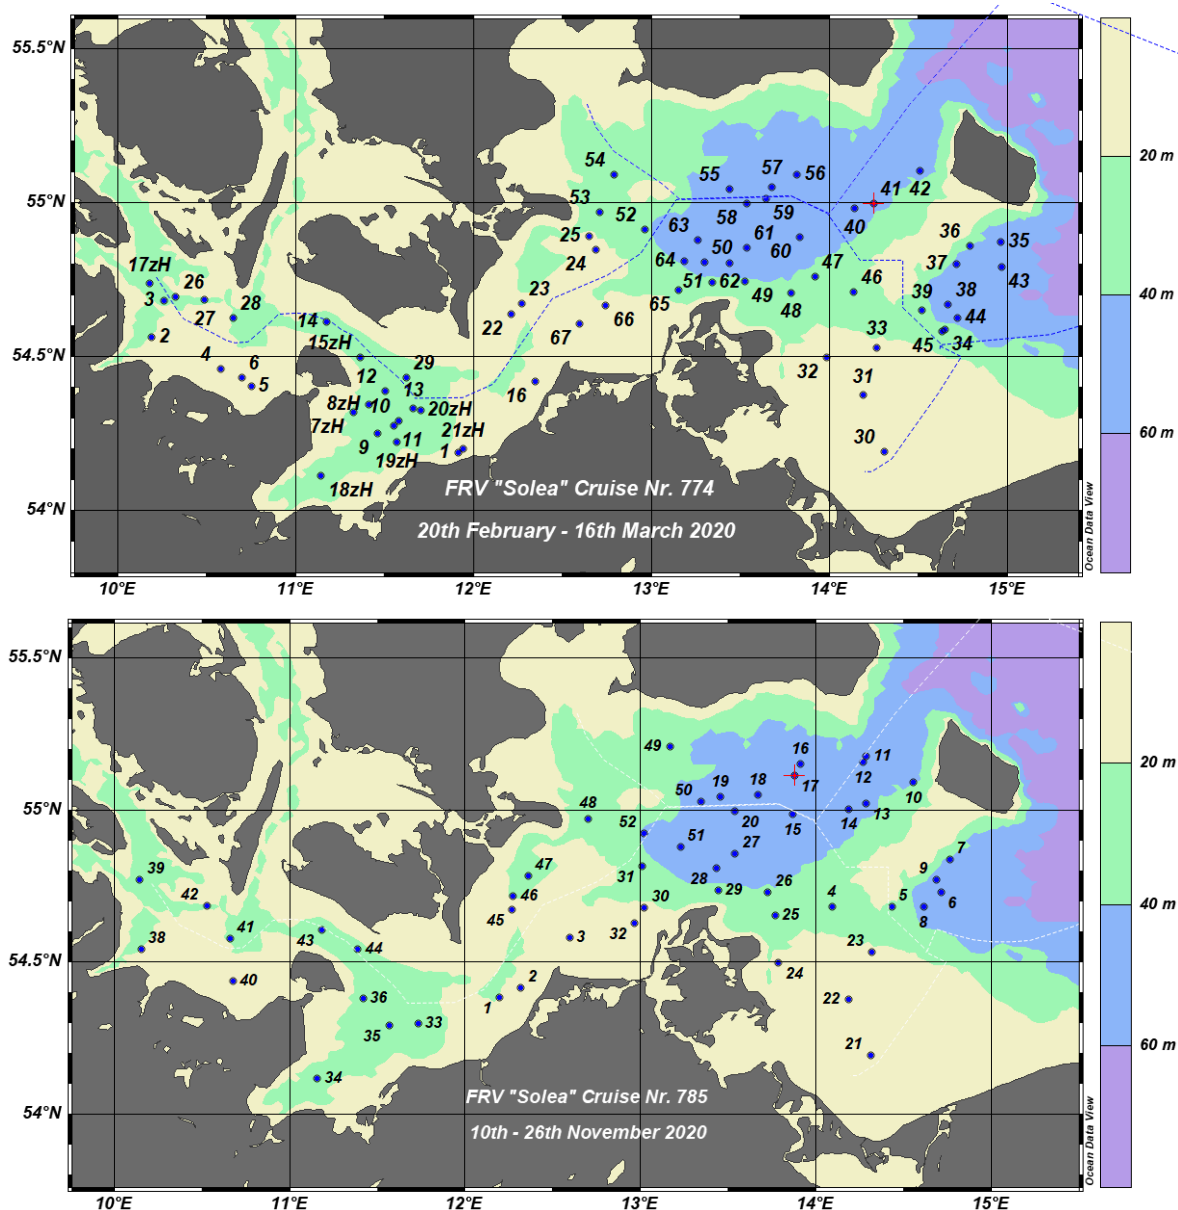 55.5°N
55°N
54.5°N
54°N
54
55
57
56
53
52
63
58
59
41
42
25
24
64
50
61
60
40
36
35
17zH
26
3
28
27
2
23
22
51
62
49
48
47
46
37
39
38
43
44
45
34
65
66
67
33
32
31
30
14
15zH
29
4
6
5
12
13
8zH
10
7zH
20zH
21zH
16
9
11
1
19zH
18zH
FRV "Solea" Cruise Nr. 774
20th February - 16th March 2020
10°E
11°E
12°E
13°E
14°E
15°E
20 m
40 m
60 m
Ocean Data View
55.5°N
55°N
54.5°N
54°N
49
16
17
11
12
50
19
18
10
48
52
51
20
15
14
13
27
7
9
47
31
28
29
26
4
5
6
8
39
42
46
45
30
25
41
43
44
3
32
23
38
24
40
36
2
1
22
35
33
21
34
FRV "Solea" Cruise Nr. 785
10th - 26th November 2020
10°E
11°E
12°E
13°E
14°E
15°E
20 m
40 m
60 m
Ocean Data View